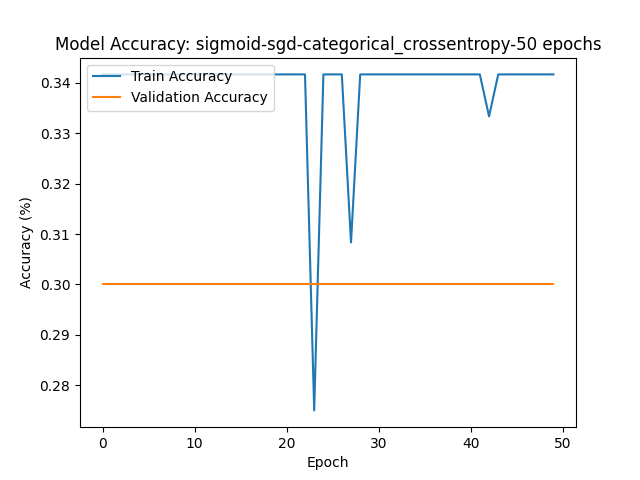 Model Accuracy: sigmoid-sgd-categorical_crossentropy-50 epochs
Train Accuracy
Validation Accuracy
Accuracy (%)
0.34
0.33
0.32
0.31
0.30
0.29
0.28
0 10 20 30 40 50
Epoch